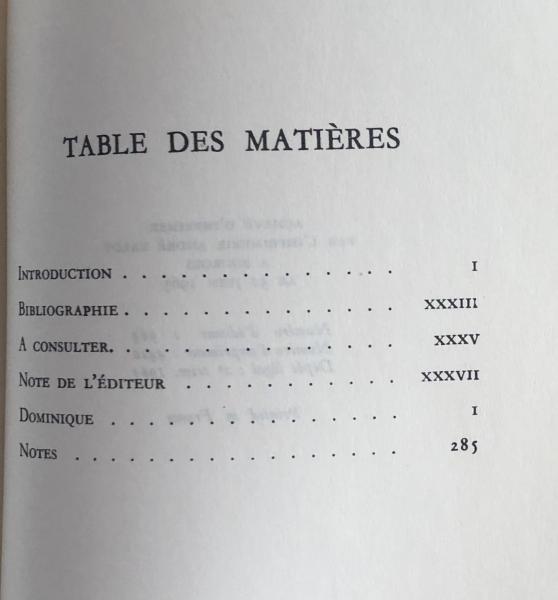 TABLE DES MATIÈRES
INTRODUCTION . . . . . . . . . . . . . . I
BIBLIOGRAPHIE . . . . . . . . . . . . . . XXXIII
A CONSULTER. . . . . . . . . . . . . . . XXXV
NOTE DE L'ÉDITEUR . . . . . . . . . . . XXXVII
DOMINIQUE . . . . . . . . . . . . . . I
NOTES . . . . . . . . . . . . . . . . 285